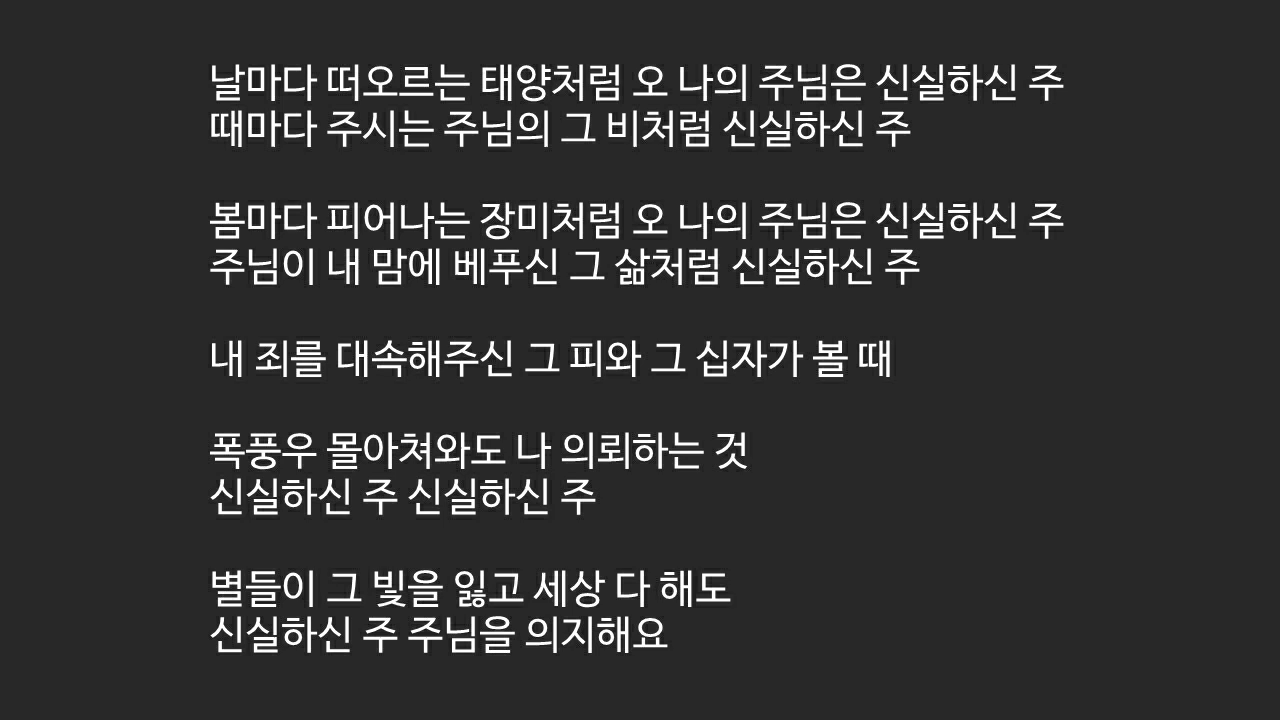 날마다 떠오르는 태양처럼 오 나의 주님은 신실하신 주
때마다 주시는 주님의 그 비처럼 신실하신 주
봄마다 피어나는 장미처럼 오 나의 주님은 신실하신 주
주님이 내 맘에 베푸신 그 삶처럼 신실하신 주
내 죄를 대속해주신 그 피와 그 십자가 볼 때
폭풍우 몰아쳐와도 나 의뢰하는 것
신실하신 주 신실하신 주
별들이 그 빛을 잃고 세상 다 해도
신실하신 주 주님을 의지해요